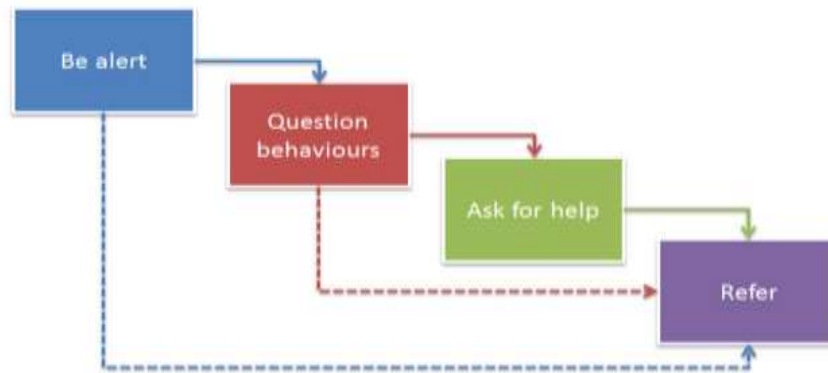 Be alert
Question
behaviours
Ask for help
Refer